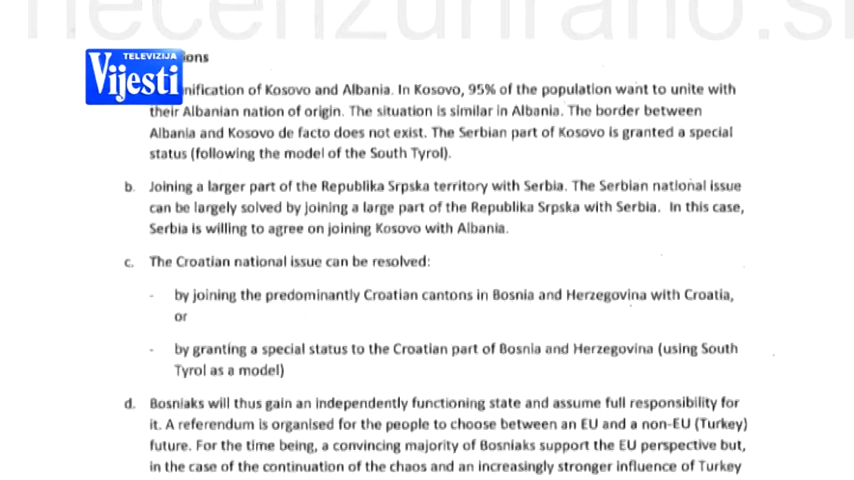 necenzurirano.si
TELEVIZIJA
Vijesti
ions
nification of Kosovo and Albania. In Kosovo, 95% of the population want to unite with
their Albanian nation of origin. The situation is similar in Albania. The border between
Albania and Kosovo de facto does not exist. The Serbian part of Kosovo is granted a special
status (following the model of the South Tyrol).
b. Joining a larger part of the Republika Srpska territory with Serbia. The Serbian national issue
can be largely solved by joining a large part of the Republika Srpska with Serbia. In this case,
Serbia is willing to agree on joining Kosovo with Albania.
c. The Croatian national issue can be resolved:
- by joining the predominantly Croatian cantons in Bosnia and Herzegovina with Croatia,
or
- by granting a special status to the Croatian part of Bosnia and Herzegovina (using South
Tyrol as a model)
d. Bosniaks will thus gain an independently functioning state and assume full responsibility for
it. A referendum is organised for the people to choose between an EU and a non-EU (Turkey)
future. For the time being, a convincing majority of Bosniaks support the EU perspective but,
in the case of the continuation of the chaos and an increasingly stronger influence of Turkey